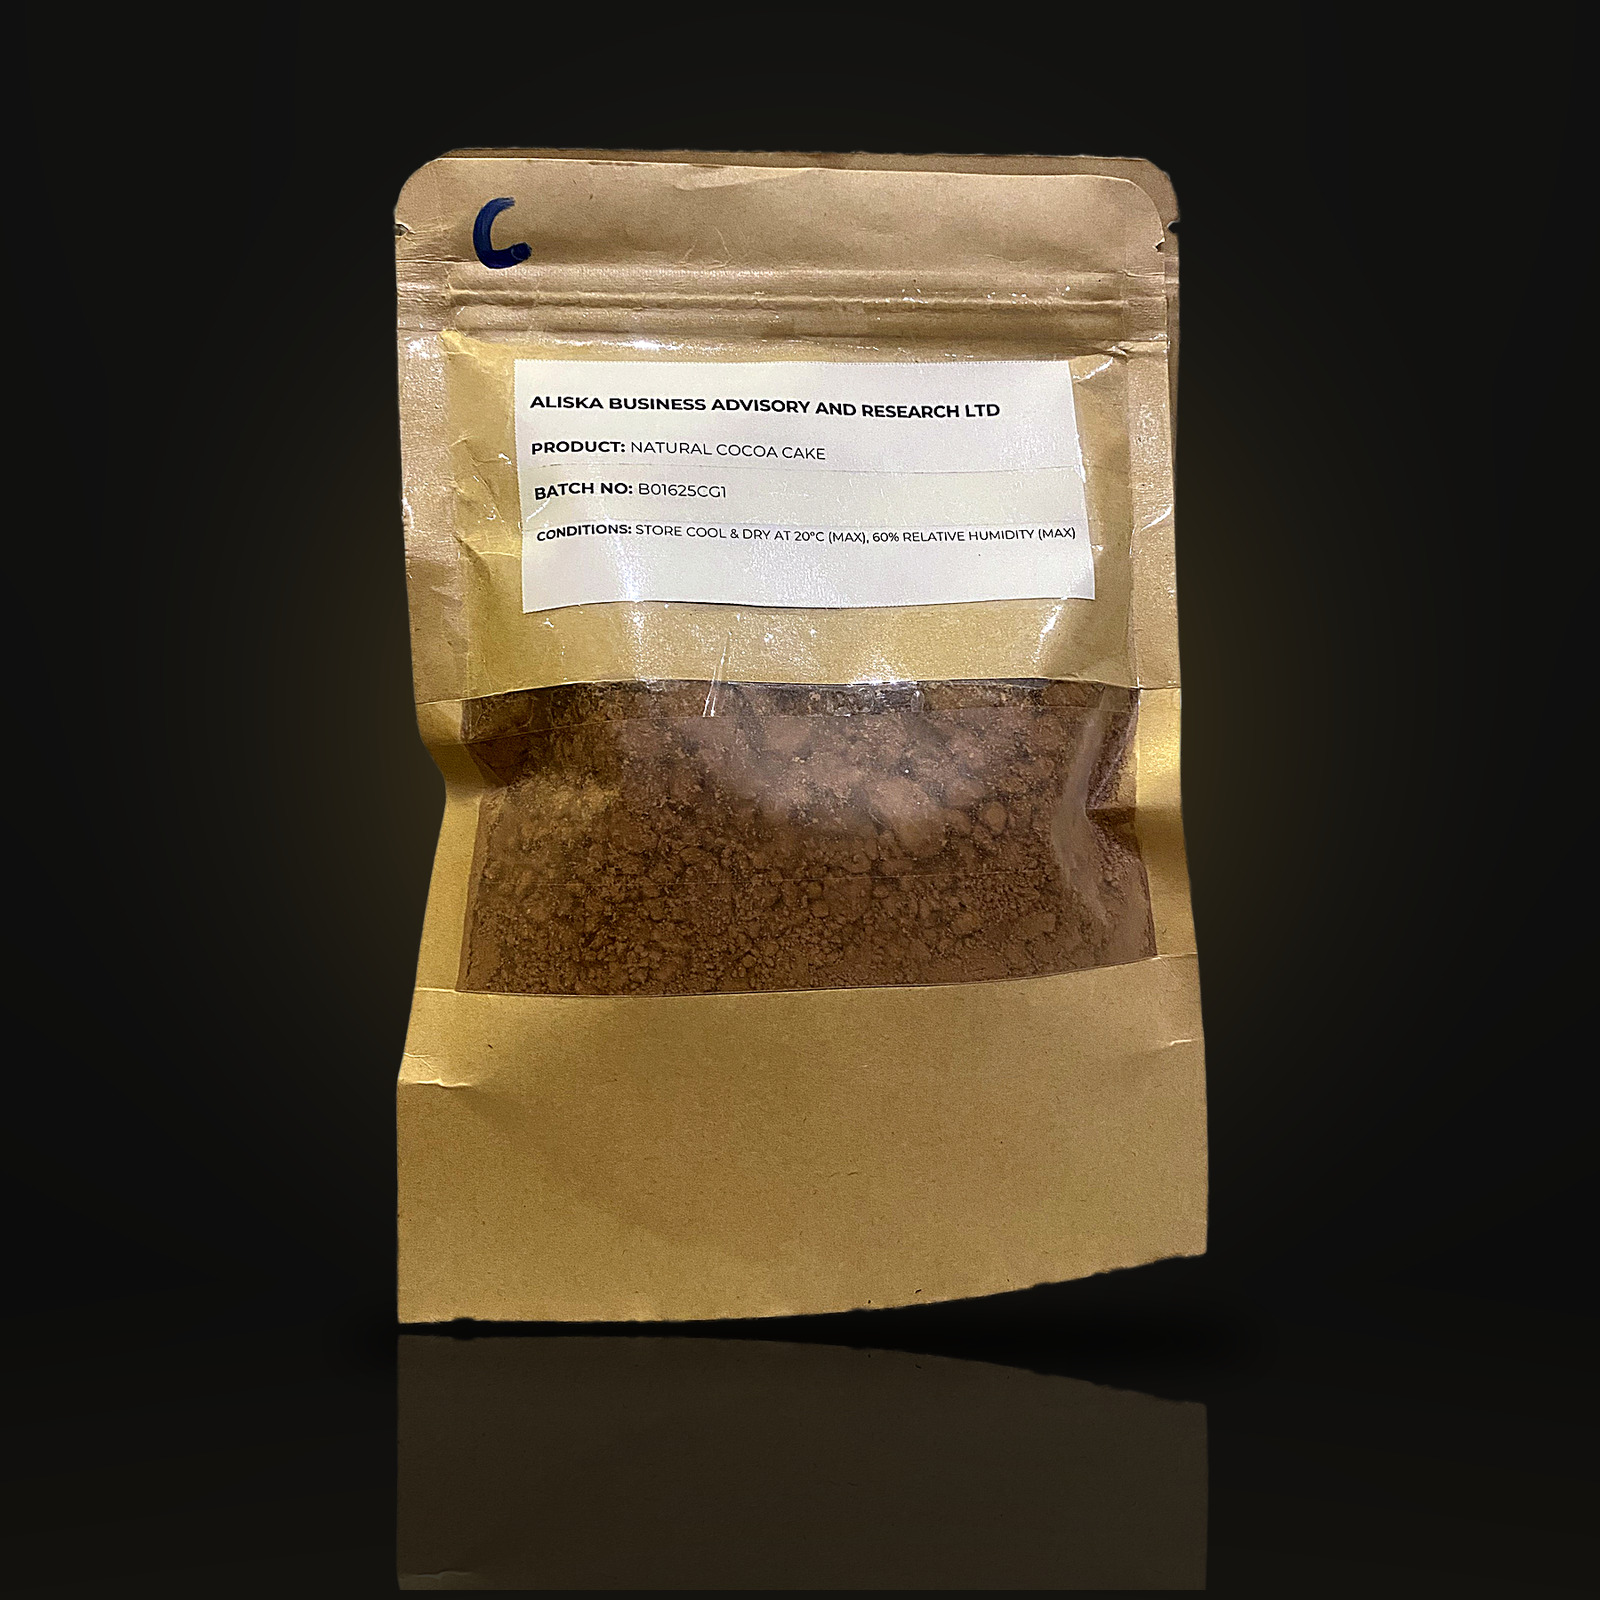 C
ALISKA BUSINESS ADVISORY AND RESEARCH LTD
PRODUCT: NATURAL COCOA CAKE
BATCH NO: B01625CG1
CONDITIONS: STORE COOL & DRY AT 20°C (MAX), 60% RELATIVE HUMIDITY (MAX)